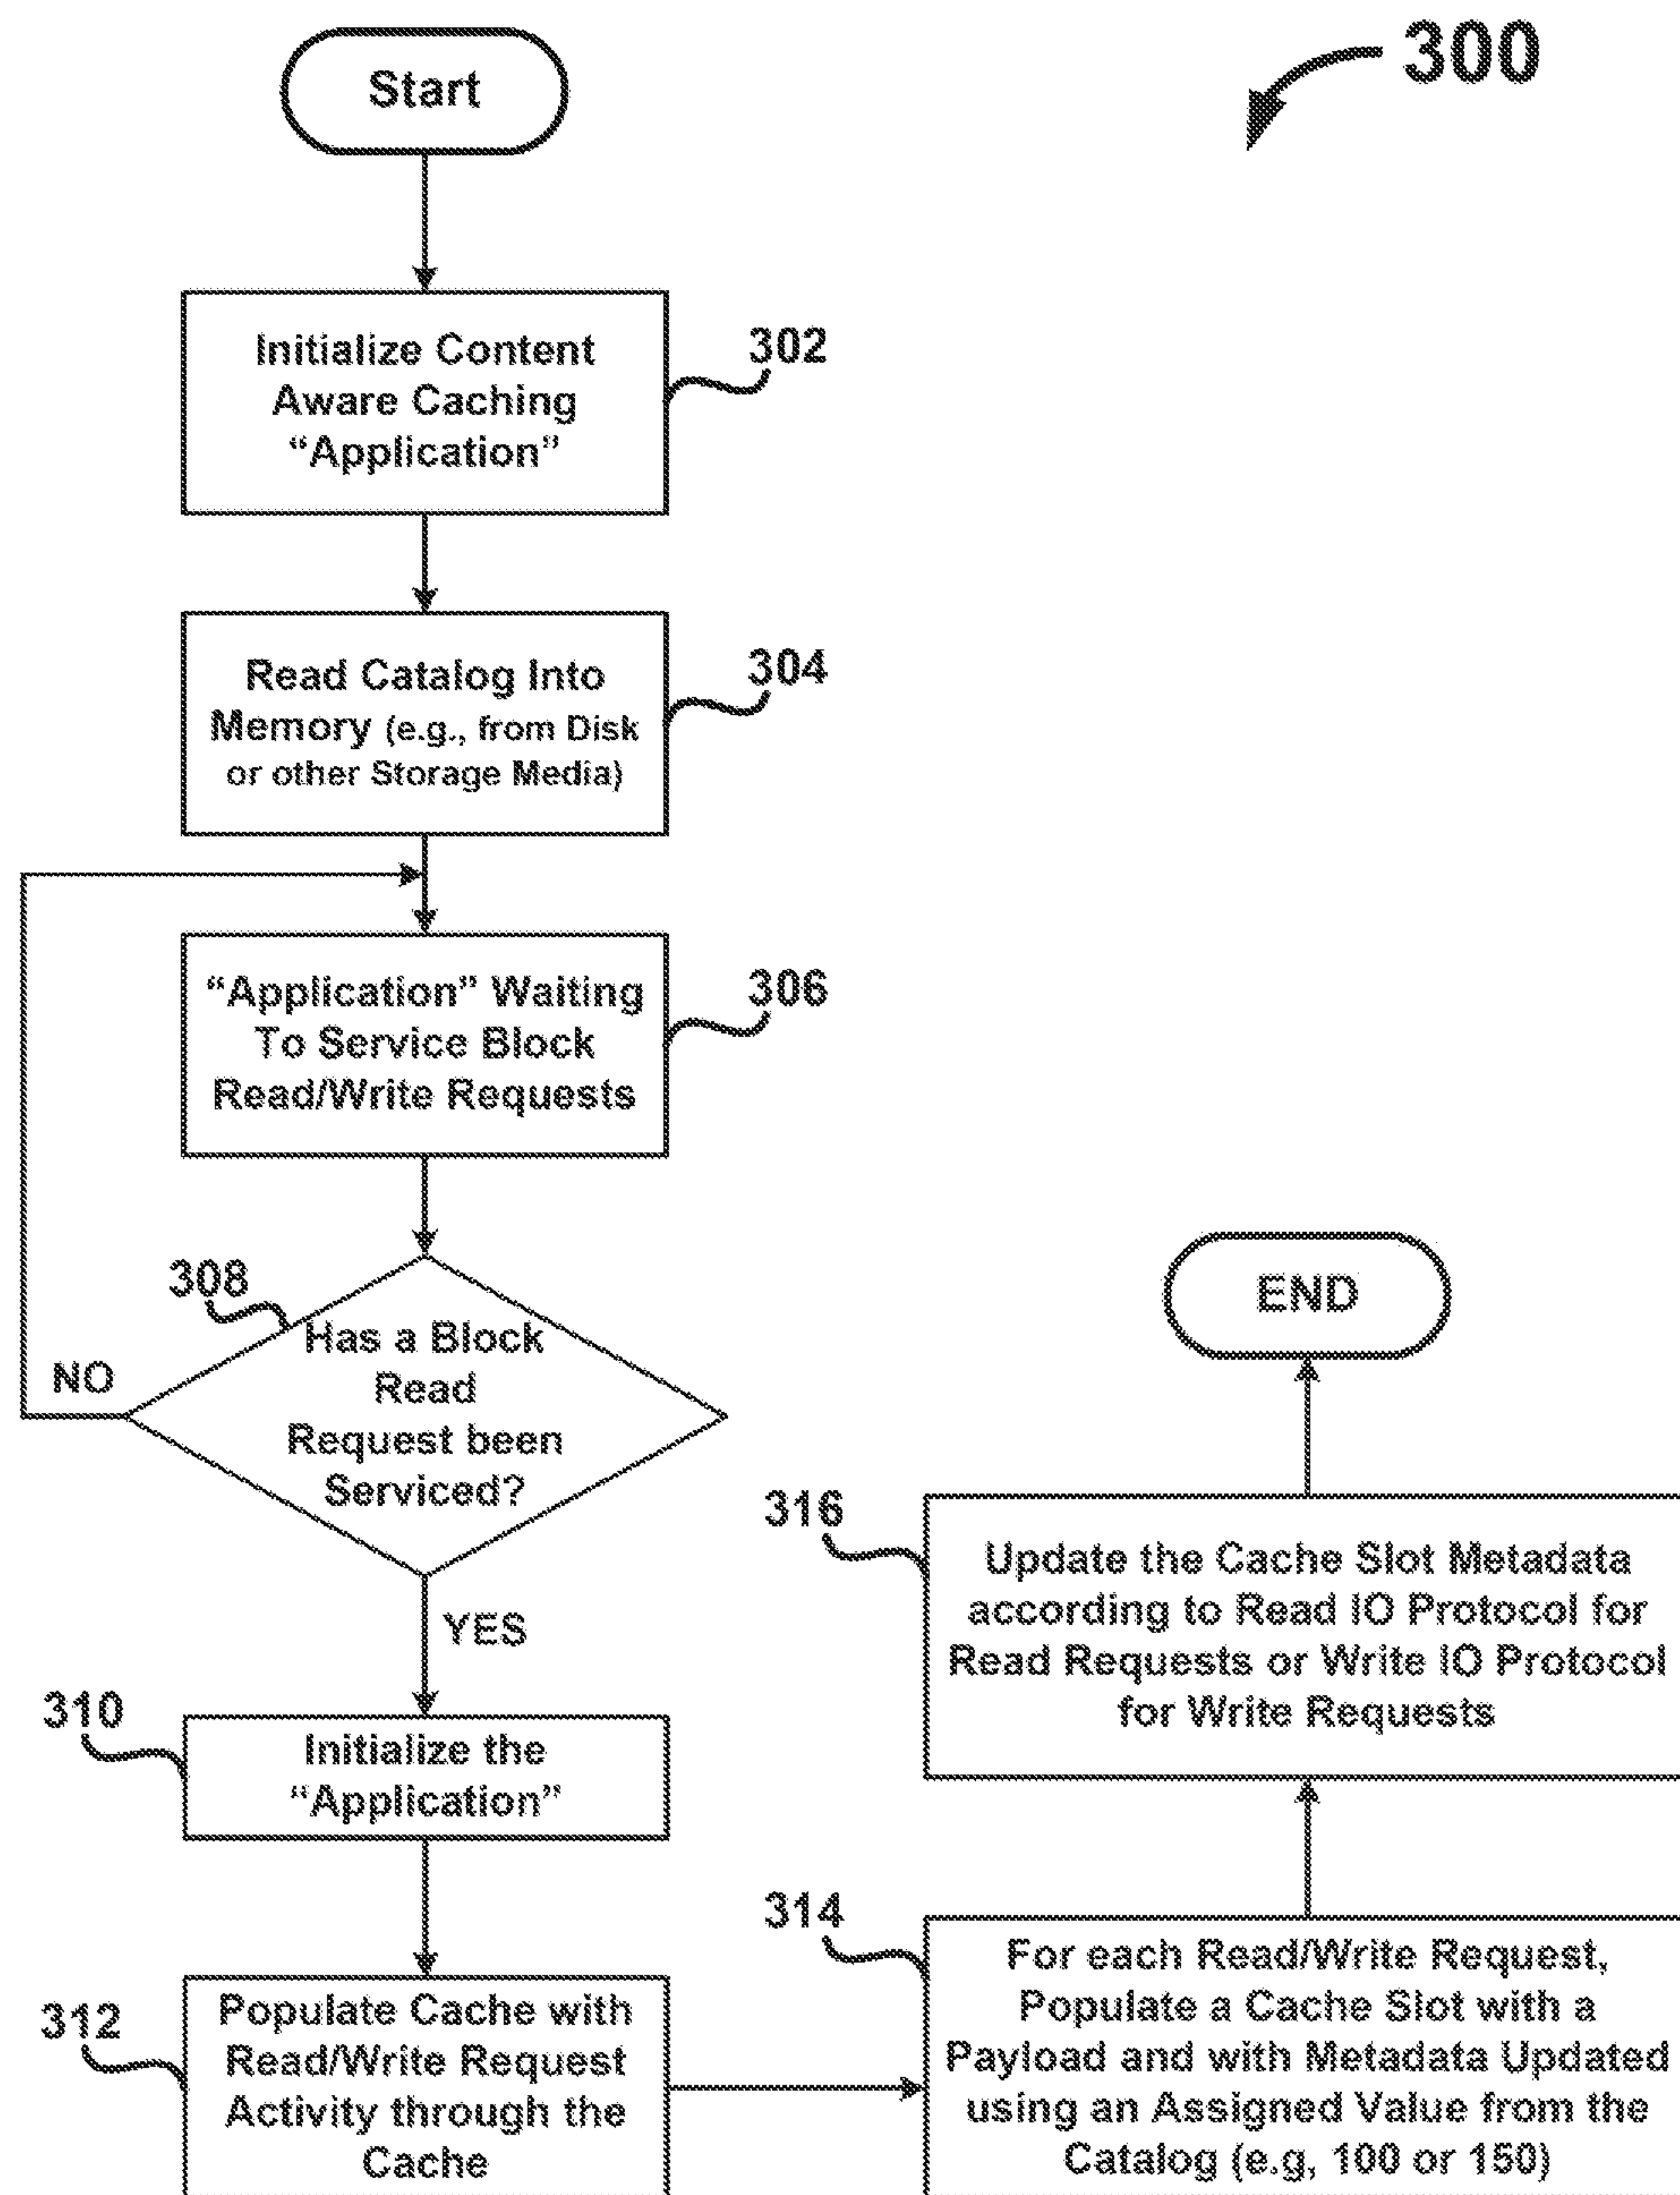 300
Start
302
Initialize Content
Aware Caching
“Application”
304
Read Catalog Into
Memory (e.g., from Disk
or other Storage Media)
306
“Application” Waiting
To Service Block
Read/Write Requests
308
Has a Block
Read
Request been
Serviced?
NO
YES
310
Initialize the
“Application”
312
Populate Cache with
Read/Write Request
Activity through the
Cache
314
For each Read/Write Request,
Populate a Cache Slot with a
Payload and with Metadata Updated
using an Assigned Value from the
Catalog (e.g, 100 or 150)
316
Update the Cache Slot Metadata
according to Read IO Protocol for
Read Requests or Write IO Protocol
for Write Requests
END